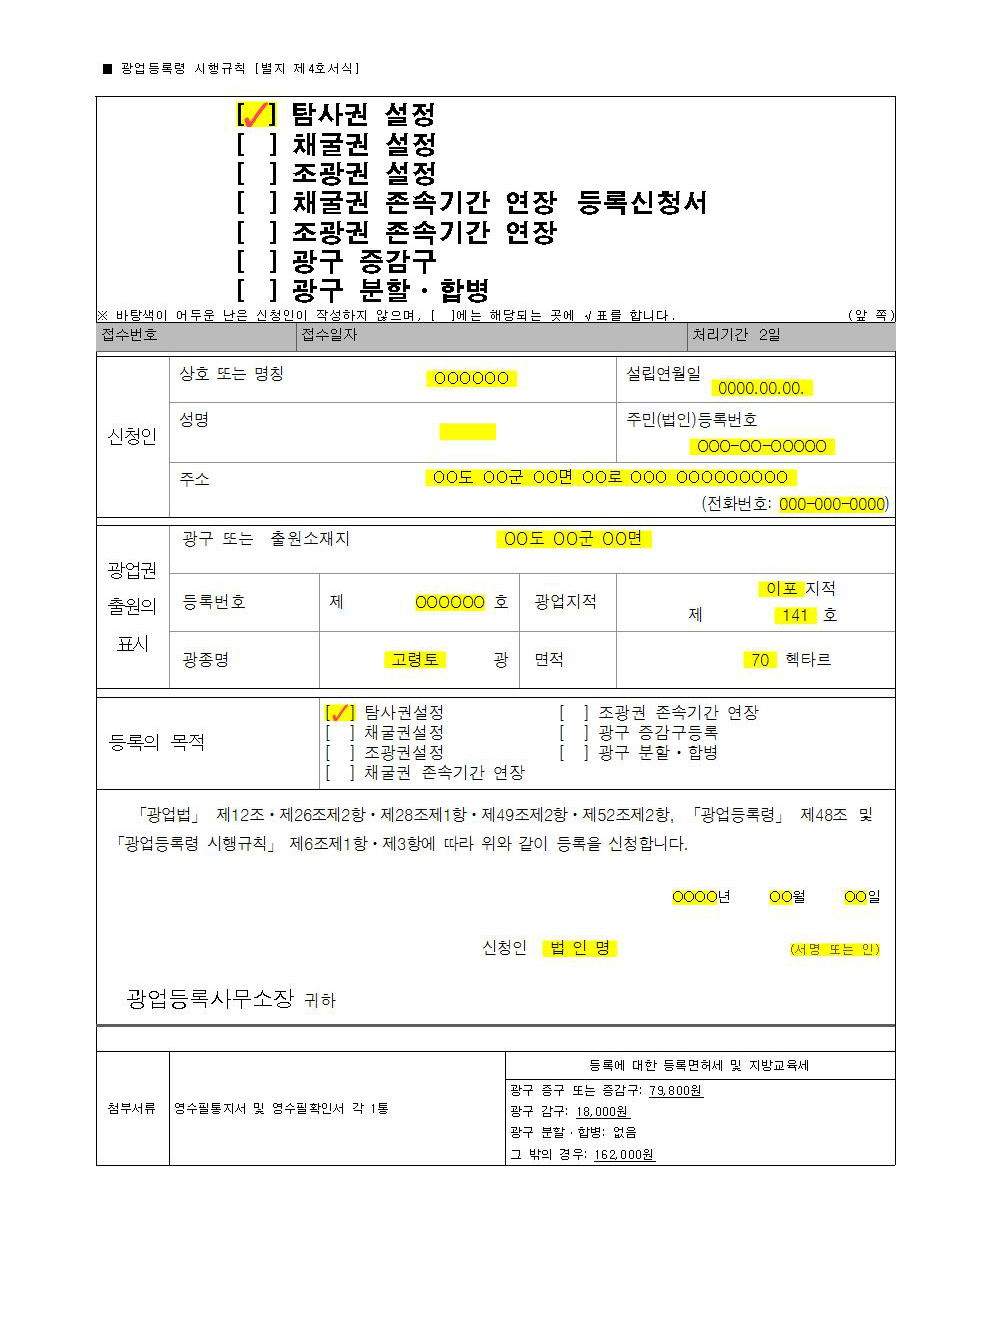 ■ 광업등록령 시행규칙 [별지 제4호서식]
[✓] 탐사권 설정
[ ] 채굴권 설정
[ ] 조광권 설정
[ ] 채굴권 존속기간 연장 등록신청서
[ ] 조광권 존속기간 연장
[ ] 광구 증감구
[ ] 광구 분할·합병
※ 바탕색이 어두운 난은 신청인이 작성하지 않으며, [ ]에는 해당되는 곳에 √표를 합니다. (앞 쪽)
접수번호 접수일자 처리기간 2일
신청인
상호 또는 명칭 OOOOOO 설립연월일 0000.00.00.
성명 주민(법인)등록번호 OOO-OO-OOOOO
주소 OO도 OO군 OO면 OO로 OOO OOOOOOOOO
(전화번호: 000-000-0000)
광업권
출원의
표시
광구 또는 출원소재지 OO도 OO군 OO면
등록번호 제 OOOOOO 호 광업지적 이포 지적
제 141 호
광종명 고령토 광 면적 70 헥타르
등록의 목적
[✓] 탐사권설정 [ ] 조광권 존속기간 연장
[ ] 채굴권설정 [ ] 광구 증감구등록
[ ] 조광권설정 [ ] 광구 분할·합병
[ ] 채굴권 존속기간 연장
「광업법」 제12조·제26조제2항·제28조제1항·제49조제2항·제52조제2항, 「광업등록령」 제48조 및
「광업등록령 시행규칙」 제6조제1항·제3항에 따라 위와 같이 등록을 신청합니다.
OOOO년 OO월 OO일
신청인 법 인 명 (서명 또는 인)
광업등록사무소장 귀하
첨부서류 영수필통지서 및 영수필확인서 각 1통
등록에 대한 등록면허세 및 지방교육세
광구 증구 또는 증감구: 79,800원
광구 감구: 18,000원
광구 분할·합병: 없음
그 밖의 경우: 162,000원